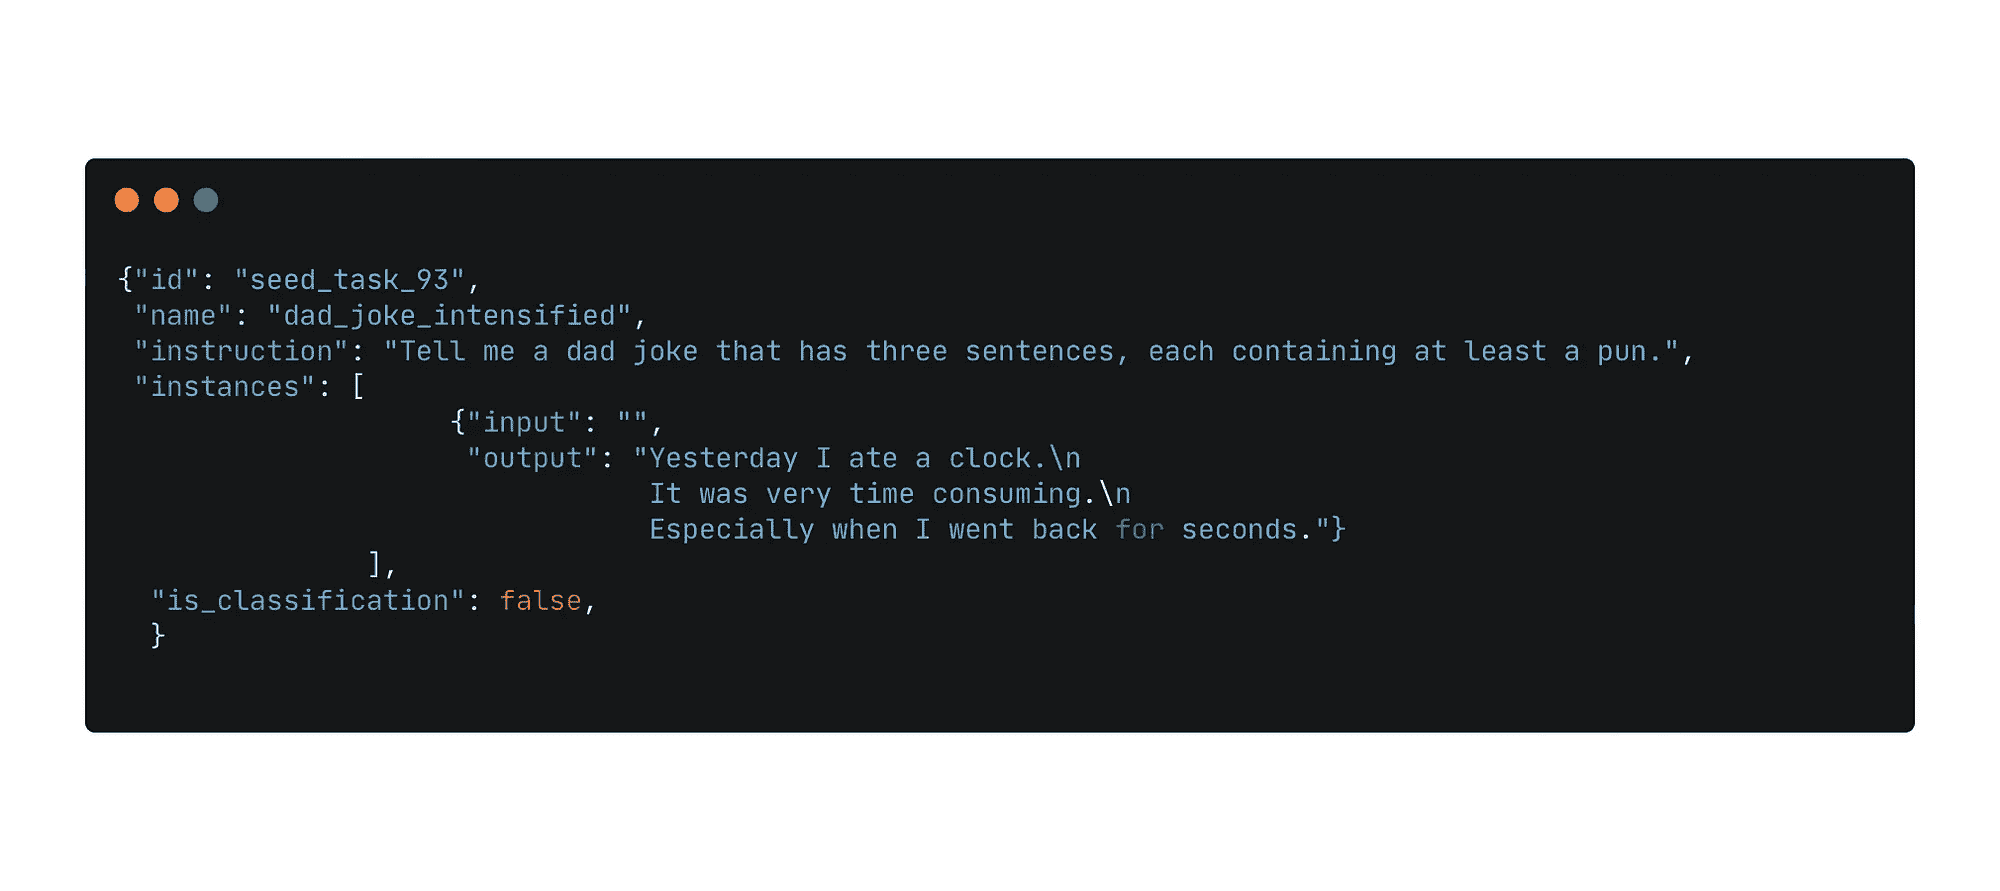 {"id": "seed_task_93",
"name": "dad_joke_intensified",
"instruction": "Tell me a dad joke that has three sentences, each containing at least a pun.",
"instances": [
{"input": "",
"output": "Yesterday I ate a clock.\n
It was very time consuming.\n
Especially when I went back for seconds."}
],
"is_classification": false,
}